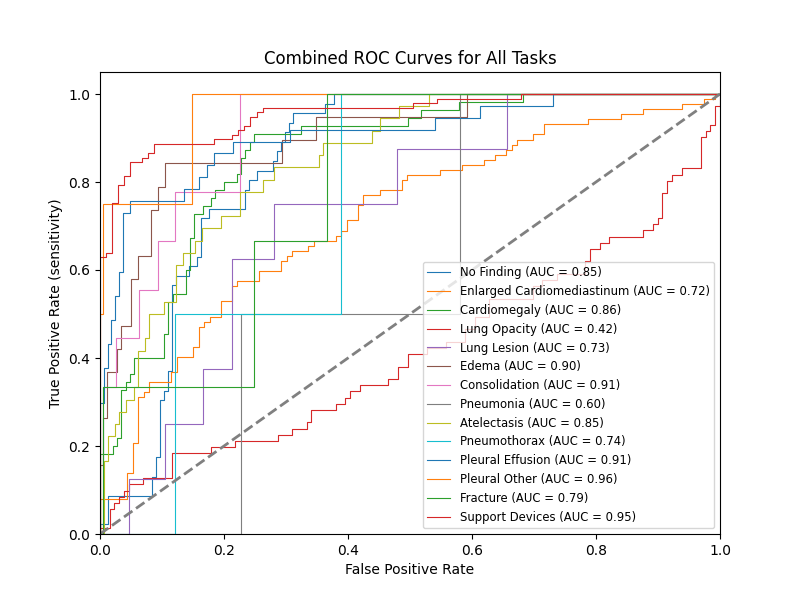 Combined ROC Curves for All Tasks
True Positive Rate (sensitivity)
1.0
0.8
0.6
0.4
0.2
0.0
No Finding (AUC = 0.85)
Enlarged Cardiomediastinum (AUC = 0.72)
Cardiomegaly (AUC = 0.86)
Lung Opacity (AUC = 0.42)
Lung Lesion (AUC = 0.73)
Edema (AUC = 0.90)
Consolidation (AUC = 0.91)
Pneumonia (AUC = 0.60)
Atelectasis (AUC = 0.85)
Pneumothorax (AUC = 0.74)
Pleural Effusion (AUC = 0.91)
Pleural Other (AUC = 0.96)
Fracture (AUC = 0.79)
Support Devices (AUC = 0.95)
0.0 0.2 0.4 0.6 0.8 1.0
False Positive Rate